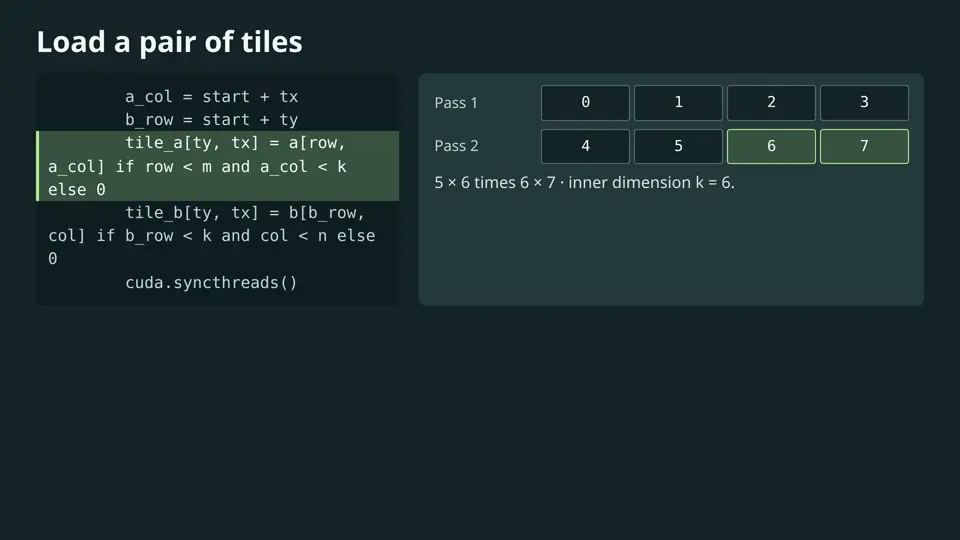 Load a pair of tiles
a_col = start + tx
b_row = start + ty
tile_a[ty, tx] = a[row,
a_col] if row < m and a_col < k
else 0
tile_b[ty, tx] = b[b_row,
col] if b_row < k and col < n else
0
cuda.syncthreads()
Pass 1 0 1 2 3
Pass 2 4 5 6 7
5 × 6 times 6 × 7 · inner dimension k = 6.